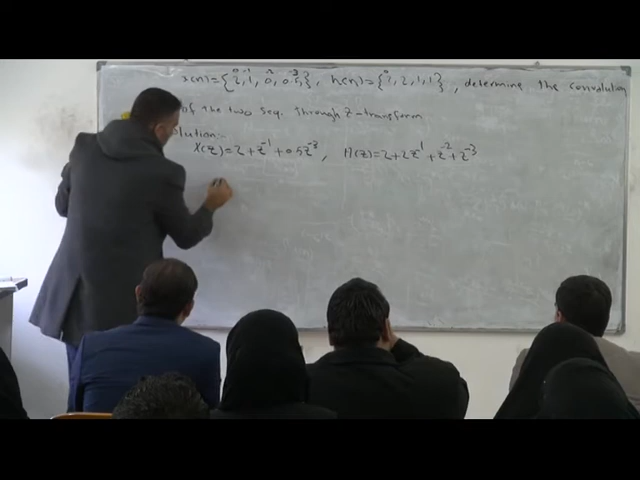 x(n)={2,1,0,0.5}, h(n)={2,2,1,1}, determine the convolution
of the two seq. through Z-transform
lution:-
X(z)=2+z⁻¹+0.5z⁻³, H(z)=2+2z⁻¹+z⁻²+z⁻³